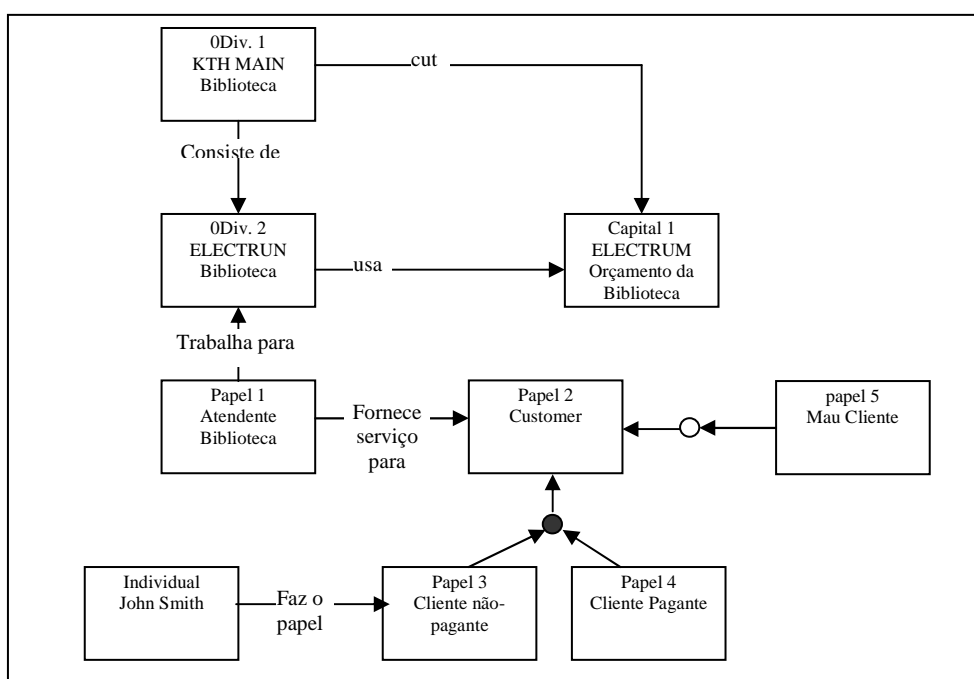 0Div. 1
KTH MAIN
Biblioteca
cut
Consiste de
0Div. 2
ELECTRUN
Biblioteca
usa
Capital 1
ELECTRUM
Orçamento da
Biblioteca
Trabalha para
Papel 1
Atendente
Biblioteca
Fornece
serviço
para
Papel 2
Customer
papel 5
Mau Cliente
Individual
John Smith
Faz o
papel
Papel 3
Cliente não-
pagante
Papel 4
Cliente Pagante